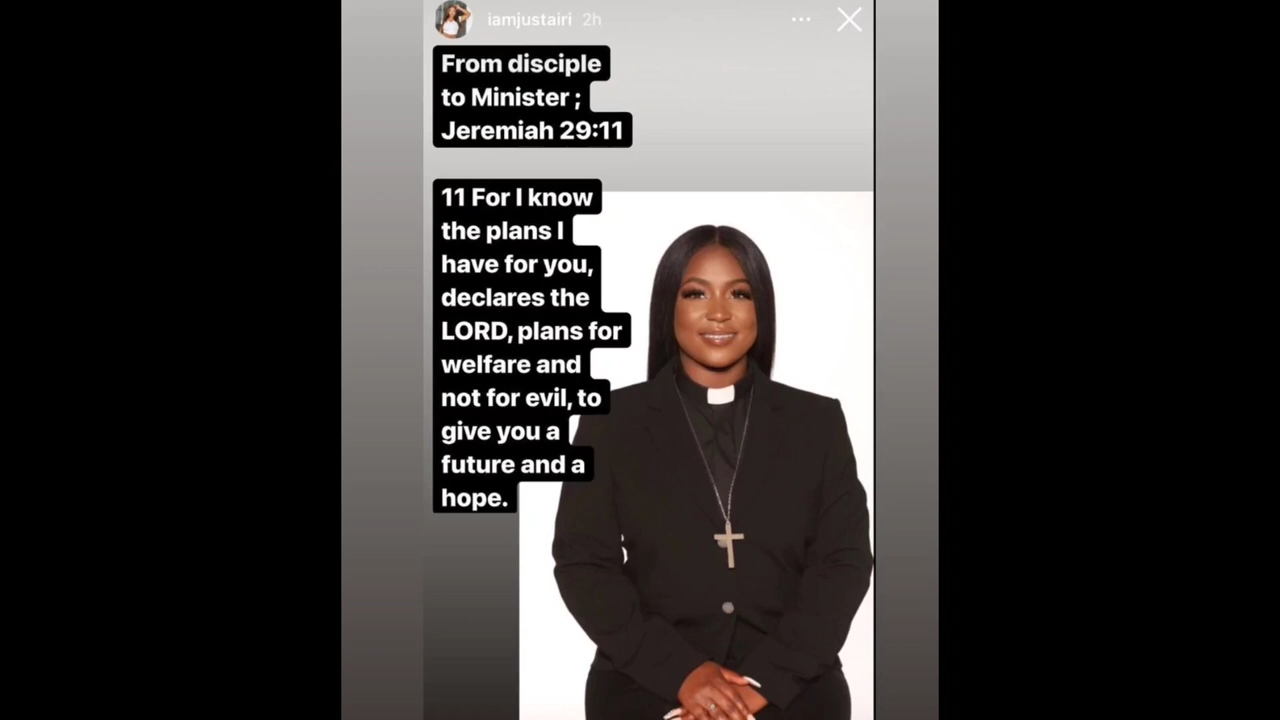 iamjustairi 2h
From disciple
to Minister ;
Jeremiah 29:11
11 For I know
the plans I
have for you,
declares the
LORD, plans for
welfare and
not for evil, to
give you a
future and a
hope.